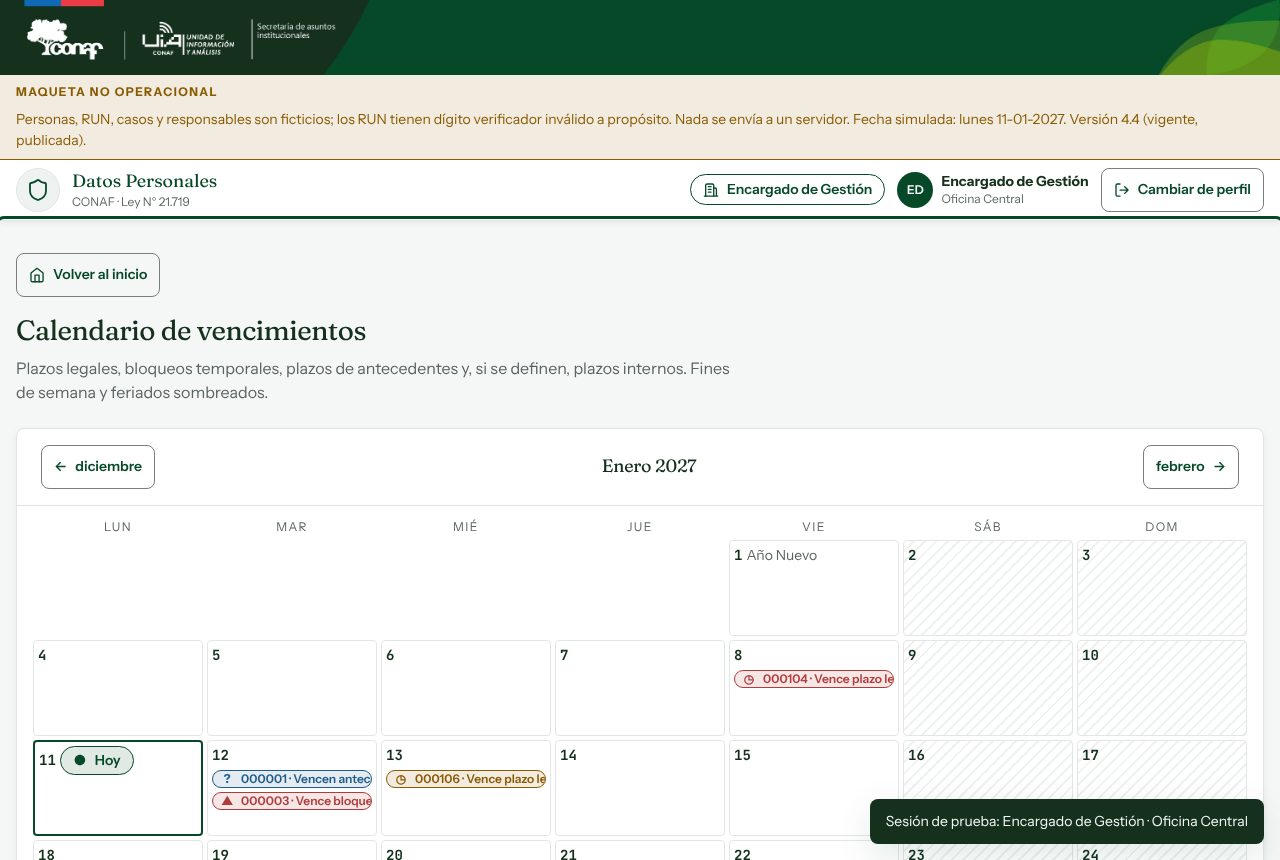 conaf
UiA
CONAF
UNIDAD DE
INFORMACIÓN
Y ANÁLISIS
Secretaría de asuntos
institucionales
MAQUETA NO OPERACIONAL
Personas, RUN, casos y responsables son ficticios; los RUN tienen dígito verificador inválido a propósito. Nada se envía a un servidor. Fecha simulada: lunes 11-01-2027. Versión 4.4 (vigente,
publicada).
Datos Personales
CONAF · Ley N° 21.719
Encargado de Gestión
ED
Encargado de Gestión
Oficina Central
Cambiar de perfil
Volver al inicio
Calendario de vencimientos
Plazos legales, bloqueos temporales, plazos de antecedentes y, si se definen, plazos internos. Fines
de semana y feriados sombreados.
← diciembre
Enero 2027
febrero →
LUN MAR MIÉ JUE VIE SÁB DOM
1 Año Nuevo 2 3
4 5 6 7 8 9 10
000104 · Vence plazo le
11 Hoy 12 13 14 15 16 17
? 000001 · Vencen antec 000106 · Vence plazo le
000003 · Vence bloque
Sesión de prueba: Encargado de Gestión · Oficina Central
18 19 20 21 22 23 24